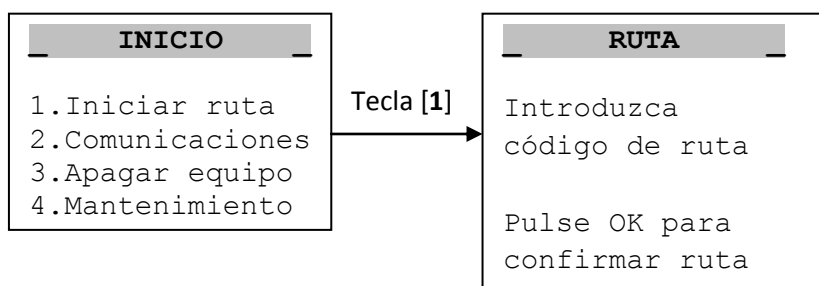 _ INICIO _
1.Iniciar ruta
2.Comunicaciones
3.Apagar equipo
4.Mantenimiento
Tecla [1]
_ RUTA _
Introduzca
código de ruta
Pulse OK para
confirmar ruta